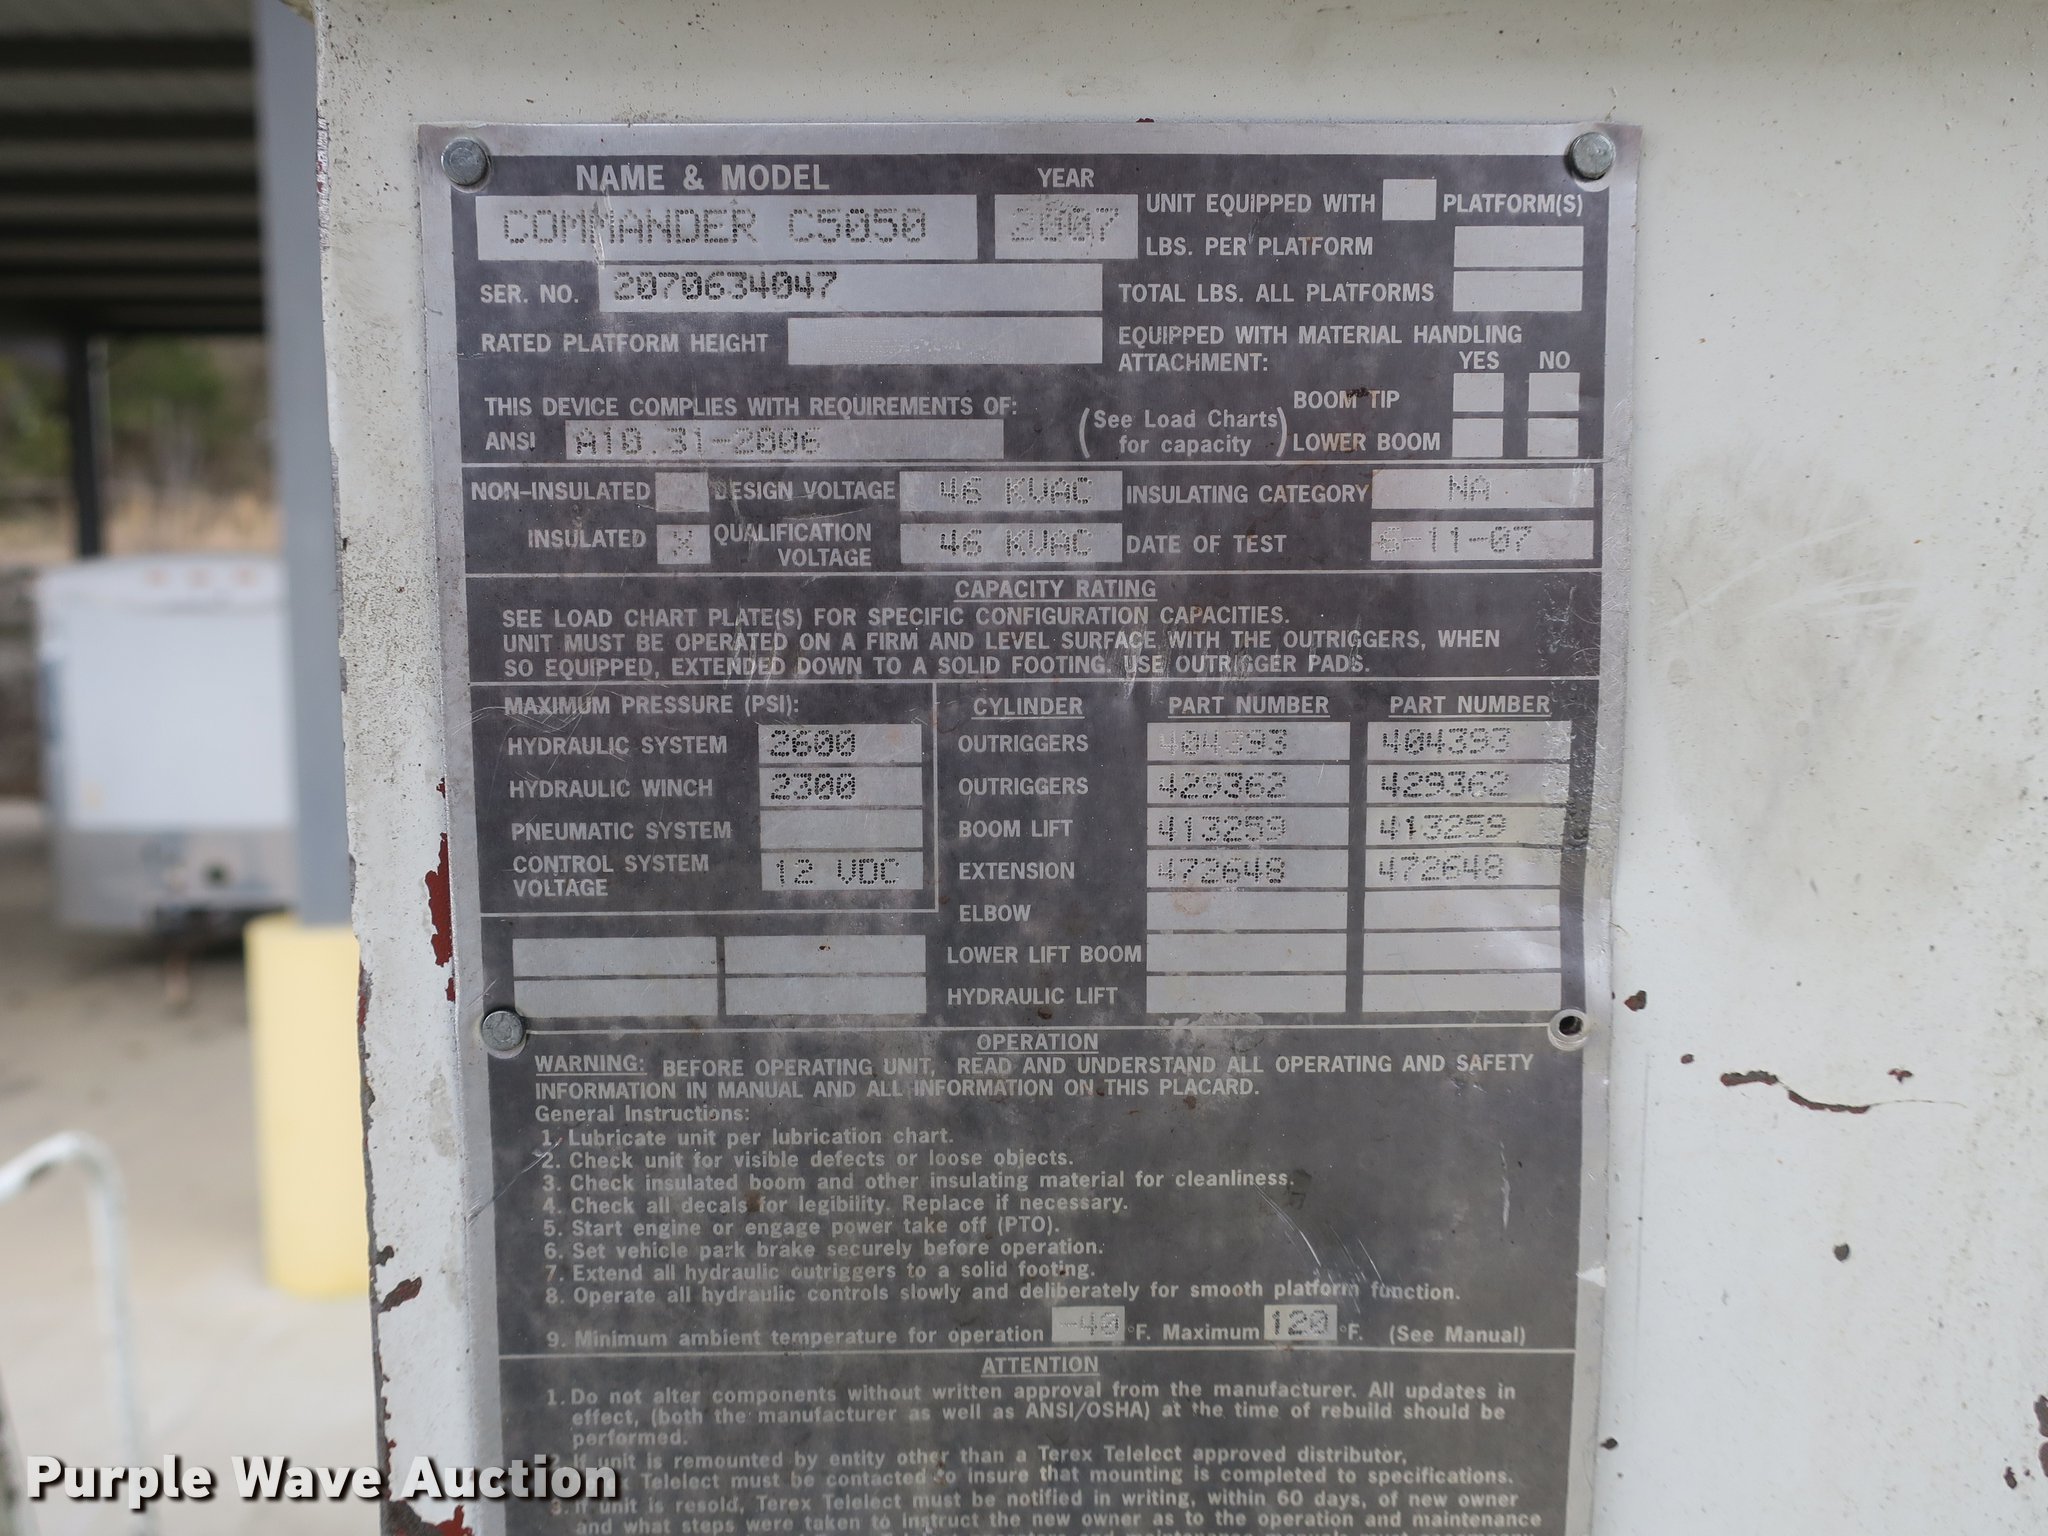 NAME & MODEL YEAR
COMMANDER C5050 2007
UNIT EQUIPPED WITH PLATFORM(S)
LBS. PER PLATFORM
SER. NO. 2070634047
TOTAL LBS. ALL PLATFORMS
RATED PLATFORM HEIGHT
EQUIPPED WITH MATERIAL HANDLING
ATTACHMENT: YES NO
THIS DEVICE COMPLIES WITH REQUIREMENTS OF:
ANSI A10.31-2006
(See Load Charts
for capacity)
BOOM TIP
LOWER BOOM
NON-INSULATED DESIGN VOLTAGE 46 KVAC INSULATING CATEGORY NA
INSULATED X QUALIFICATION
VOLTAGE 46 KVAC DATE OF TEST 6-11-07
CAPACITY RATING
SEE LOAD CHART PLATE(S) FOR SPECIFIC CONFIGURATION CAPACITIES.
UNIT MUST BE OPERATED ON A FIRM AND LEVEL SURFACE WITH THE OUTRIGGERS, WHEN
SO EQUIPPED, EXTENDED DOWN TO A SOLID FOOTING. USE OUTRIGGER PADS.
MAXIMUM PRESSURE (PSI):
HYDRAULIC SYSTEM 2600
HYDRAULIC WINCH 2300
PNEUMATIC SYSTEM
CONTROL SYSTEM
VOLTAGE 12 VDC
CYLINDER PART NUMBER PART NUMBER
OUTRIGGERS 404393 404393
OUTRIGGERS 429362 429362
BOOM LIFT 413259 413259
EXTENSION 472648 472648
ELBOW
LOWER LIFT BOOM
HYDRAULIC LIFT
OPERATION
WARNING: BEFORE OPERATING UNIT, READ AND UNDERSTAND ALL OPERATING AND SAFETY
INFORMATION IN MANUAL AND ALL INFORMATION ON THIS PLACARD.
General Instructions:
1. Lubricate unit per lubrication chart.
2. Check unit for visible defects or loose objects.
3. Check insulated boom and other insulating material for cleanliness.
4. Check all decals for legibility. Replace if necessary.
5. Start engine or engage power take off (PTO).
6. Set vehicle park brake securely before operation.
7. Extend all hydraulic outriggers to a solid footing.
8. Operate all hydraulic controls slowly and deliberately for smooth platform function.
9. Minimum ambient temperature for operation -40 °F. Maximum 120 °F. (See Manual)
ATTENTION
1. Do not alter components without written approval from the manufacturer. All updates in
effect, (both the manufacturer as well as ANSI/OSHA) at the time of rebuild should be
performed.
If unit is remounted by entity other than a Terex Telelect approved distributor,
Telelect must be contacted to insure that mounting is completed to specifications.
3. If unit is resold, Terex Telelect must be notified in writing, within 60 days, of new owner
and what steps were taken to instruct the new owner as to the operation and maintenance
Purple Wave Auction